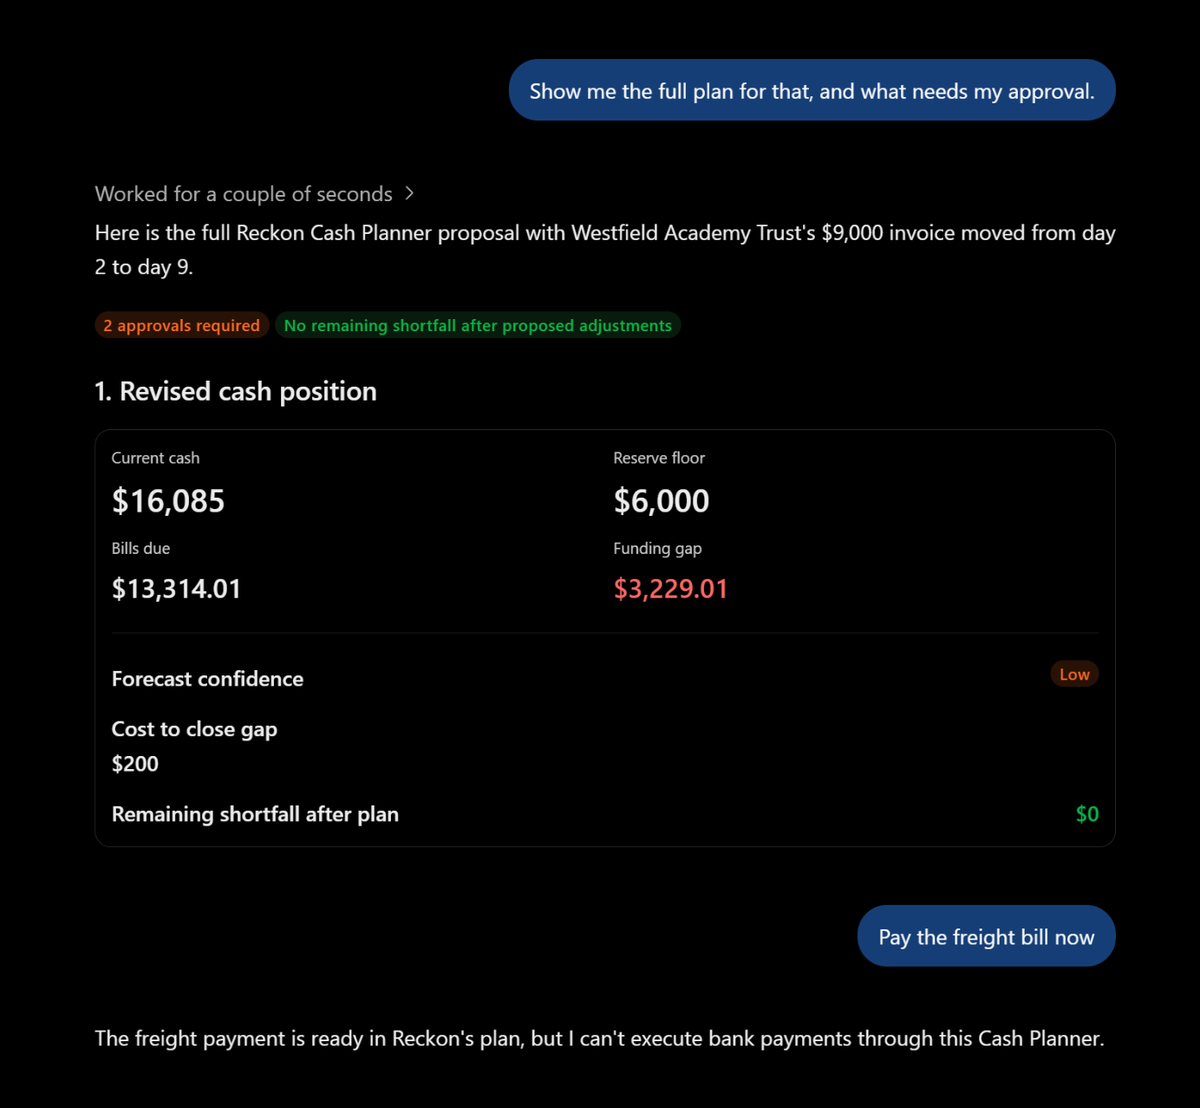 Show me the full plan for that, and what needs my approval.
Worked for a couple of seconds
Here is the full Reckon Cash Planner proposal with Westfield Academy Trust's $9,000 invoice moved from day
2 to day 9.
2 approvals required
No remaining shortfall after proposed adjustments
1. Revised cash position
Current cash
Reserve floor
$16,085
$6,000
Bills due
Funding gap
$13,314.01
$3,229.01
Forecast confidence
Low
Cost to close gap
$200
Remaining shortfall after plan
$0
Pay the freight bill now
The freight payment is ready in Reckon's plan, but I can't execute bank payments through this Cash Planner.